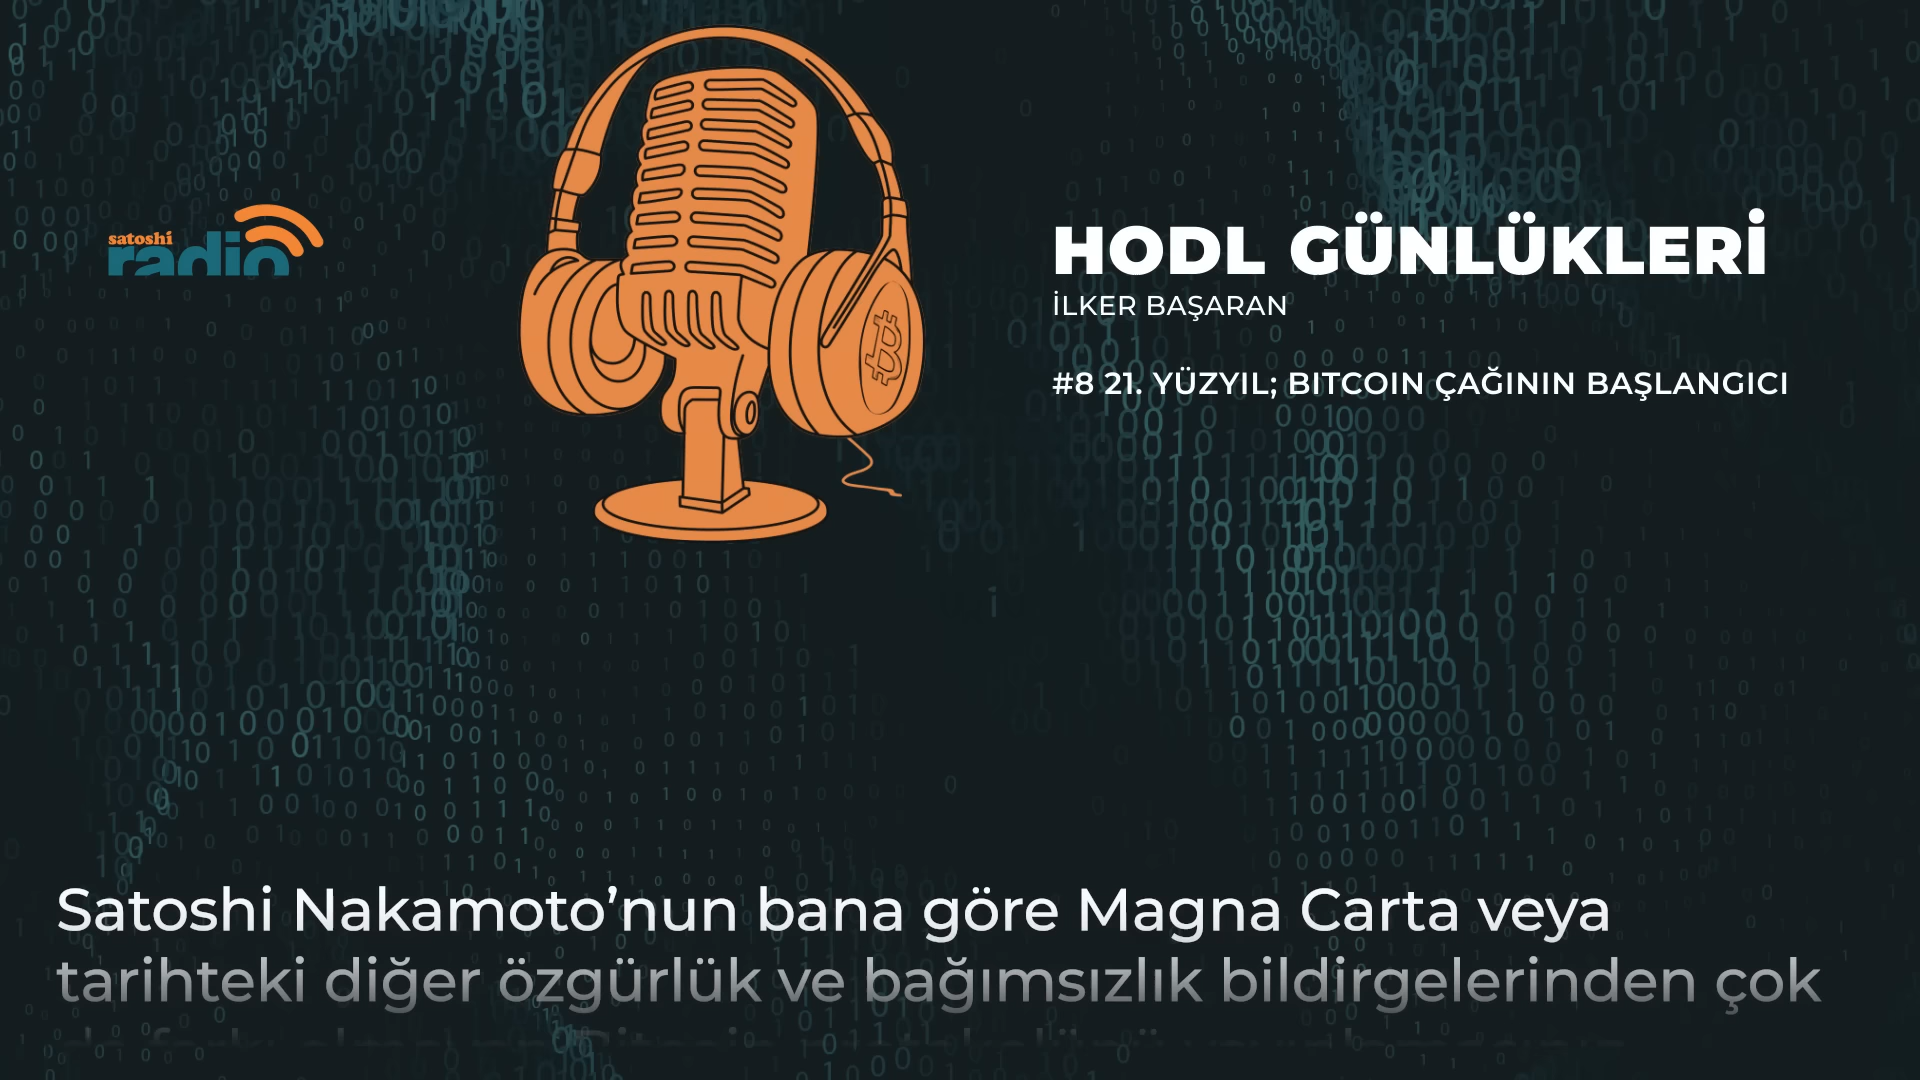 satoshi
radio
HODL GÜNLÜKLERİ
İLKER BAŞARAN
#8 21. YÜZYIL; BITCOIN ÇAĞININ BAŞLANGICI
Satoshi Nakamoto’nun bana göre Magna Carta veya
tarihteki diğer özgürlük ve bağımsızlık bildirgelerinden çok